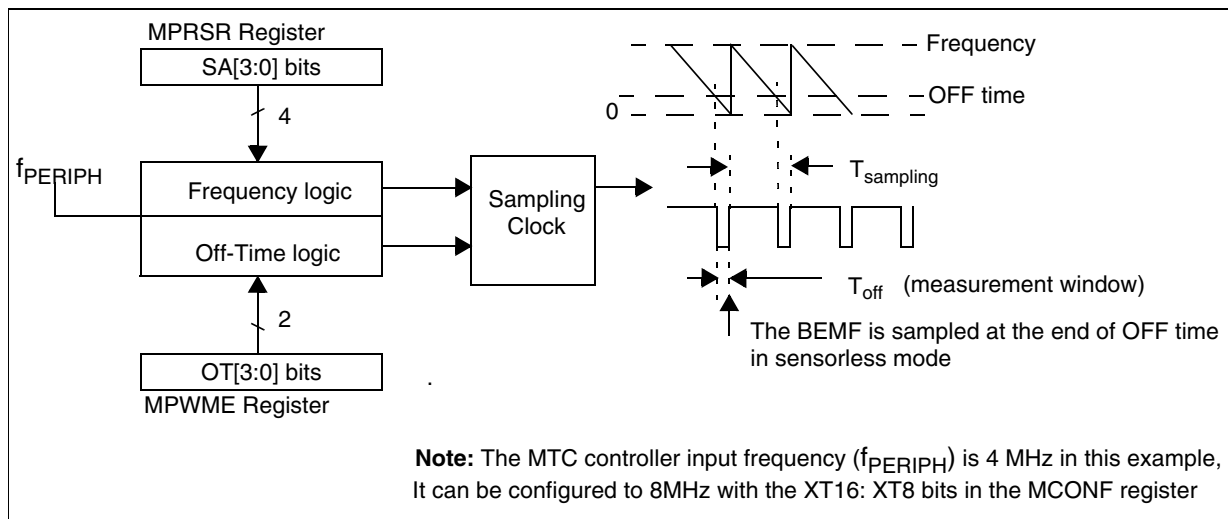 MPRSR Register
SA[3:0] bits
4
fPERIPH
Frequency logic
Off-Time logic
2
OT[3:0] bits
MPWME Register
Sampling
Clock
Frequency
OFF time
0
Tsampling
Toff (measurement window)
The BEMF is sampled at the end of OFF time
in sensorless mode
.
Note: The MTC controller input frequency (fPERIPH) is 4 MHz in this example,
It can be configured to 8MHz with the XT16: XT8 bits in the MCONF register